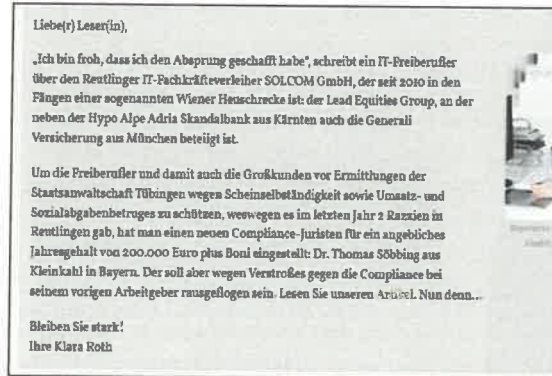 Liebe(r) Leser(in),
„Ich bin froh, dass ich den Absprung geschafft habe", schreibt ein IT-Freiberufler
über den Reutlinger IT-Fachkräfteverleiher SOLCOM GmbH, der seit 2010 in den
Fängen einer sogenannten Wiener Heuschrecke ist: der Lead Equities Group, an der
neben der Hypo Alpe Adria Skandalbank aus Kärnten auch die Generali
Versicherung aus München beteiigt ist.
Um die Freiberufler und damit auch die Großkunden vor Ermittlungen der
Staatsanwaltschaft Tübingen wegen Scheinselbständigkeit sowie Umsatz- und
Sozialabgabenbetruges zu schützen, weswegen es im letzten Jahr 2 Razzien in
Reutlingen gab, hat man einen neuen Compliance-Juristen für ein angebliches
Jahresgehalt von 200.000 Euro plus Boni eingestellt: Dr. Thomas Söbbing aus
Kleinkahl in Bayern. Der soll aber wegen Verstroßes gegen die Compliance bei
seinem vorigen Arbeitgeber rausgeflogen sein. Lesen Sie unseren Artikel. Nun denn...
Bleiben Sie stark!
Ihre Klara Roth